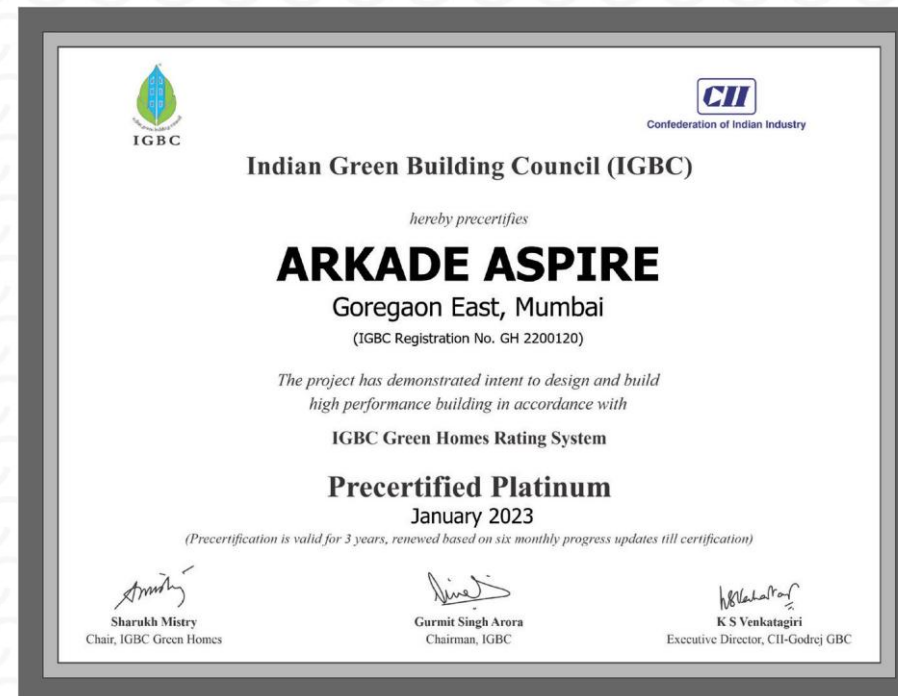 IGBC
CII
Confederation of Indian Industry
Indian Green Building Council (IGBC)
hereby precertifies
ARKADE ASPIRE
Goregaon East, Mumbai
(IGBC Registration No. GH 2200120)
The project has demonstrated intent to design and build
high performance building in accordance with
IGBC Green Homes Rating System
Precertified Platinum
January 2023
(Precertification is valid for 3 years, renewed based on six monthly progress updates till certification)
Sharukh Mistry
Chair, IGBC Green Homes
Gurmit Singh Arora
Chairman, IGBC
K S Venkatagiri
Executive Director, CII-Godrej GBC